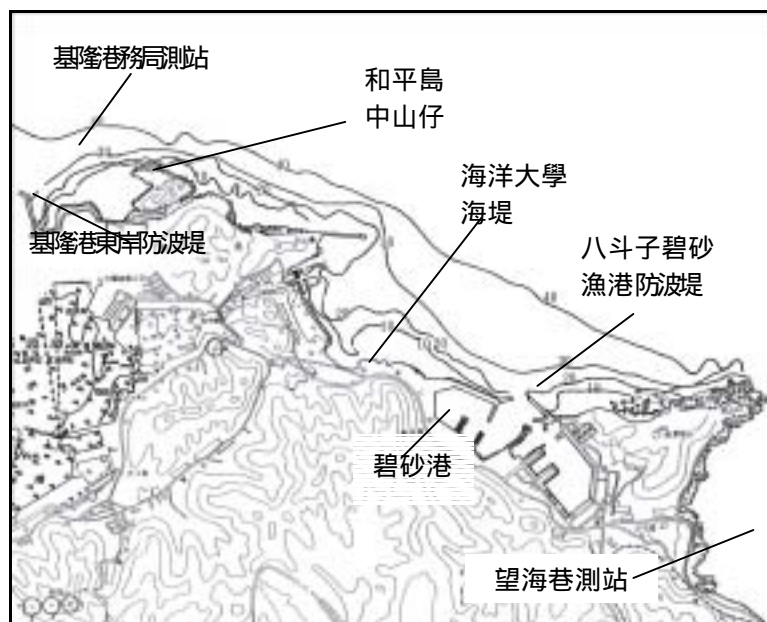 基隆港務局測站
和平島
中山仔
海洋大學
海堤
基隆港東岸防波堤
八斗子碧砂
漁港防波堤
碧砂港
望海巷測站